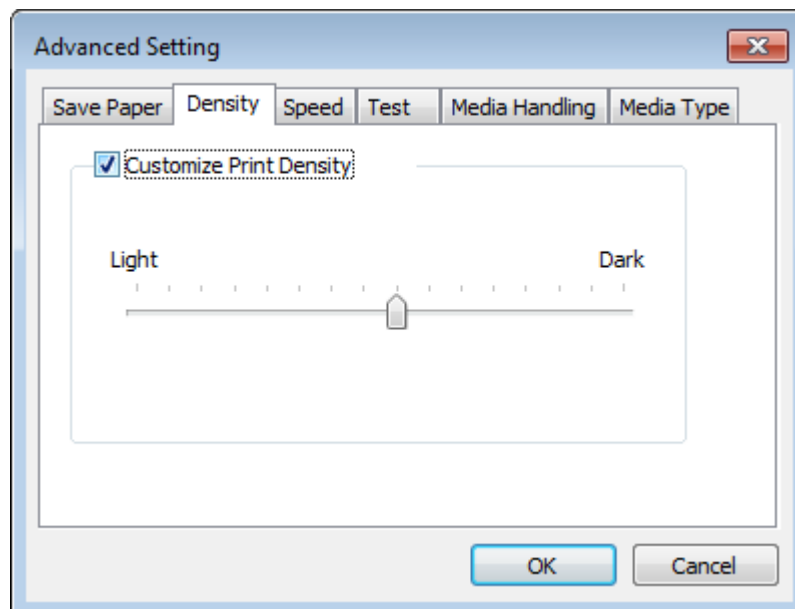 Advanced Setting
Save Paper Density Speed Test Media Handling Media Type
Customize Print Density
Light Dark
OK Cancel